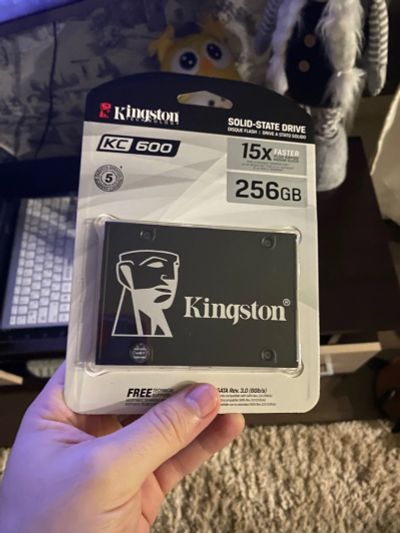 Kingston
TECHNOLOGY
SOLID-STATE DRIVE
DISQUE FLASH | DRIVE A STATO SOLIDO
KC 600
15x FASTER
5
256GB
Kingston®
FREE
SATA Rev. 3.0 (6Gb/s)